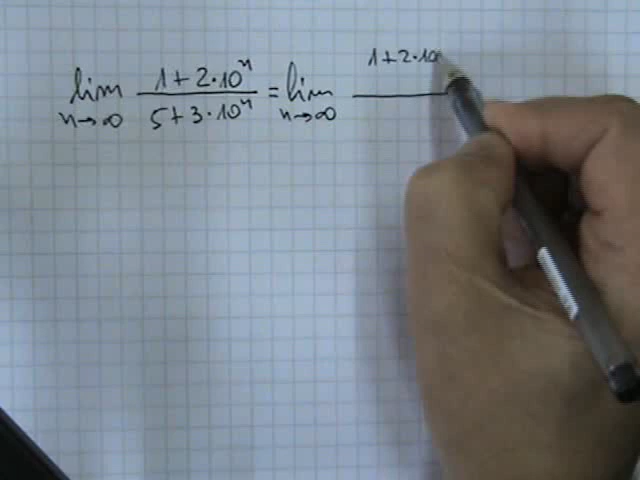 lim n→∞ (1+2·10ⁿ)/(5+3·10ⁿ) = lim n→∞ 1+2·10